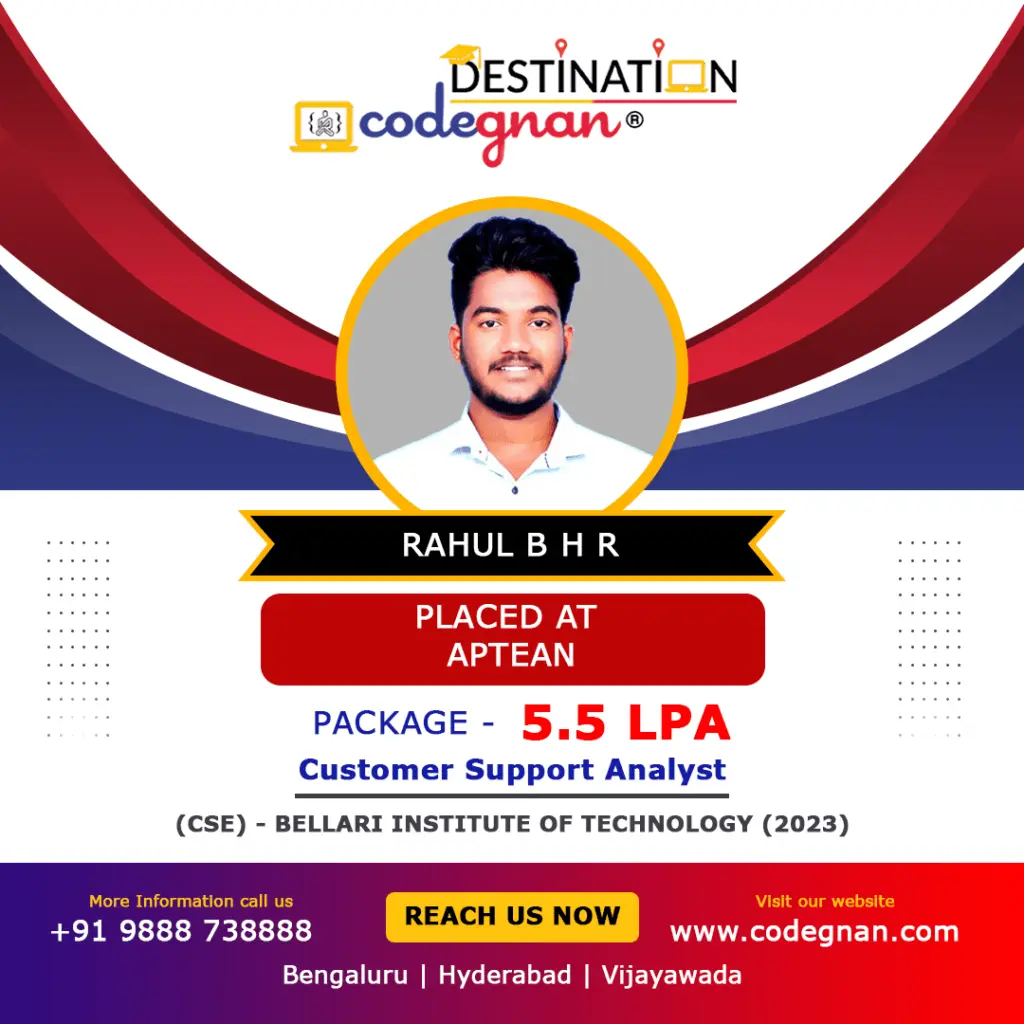 DESTINATION
codegnan®
RAHUL B H R
PLACED AT
APTEAN
PACKAGE - 5.5 LPA
Customer Support Analyst
(CSE) - BELLARI INSTITUTE OF TECHNOLOGY (2023)
More Information call us
+91 9888 738888
REACH US NOW
Visit our website
www.codegnan.com
Bengaluru | Hyderabad | Vijayawada